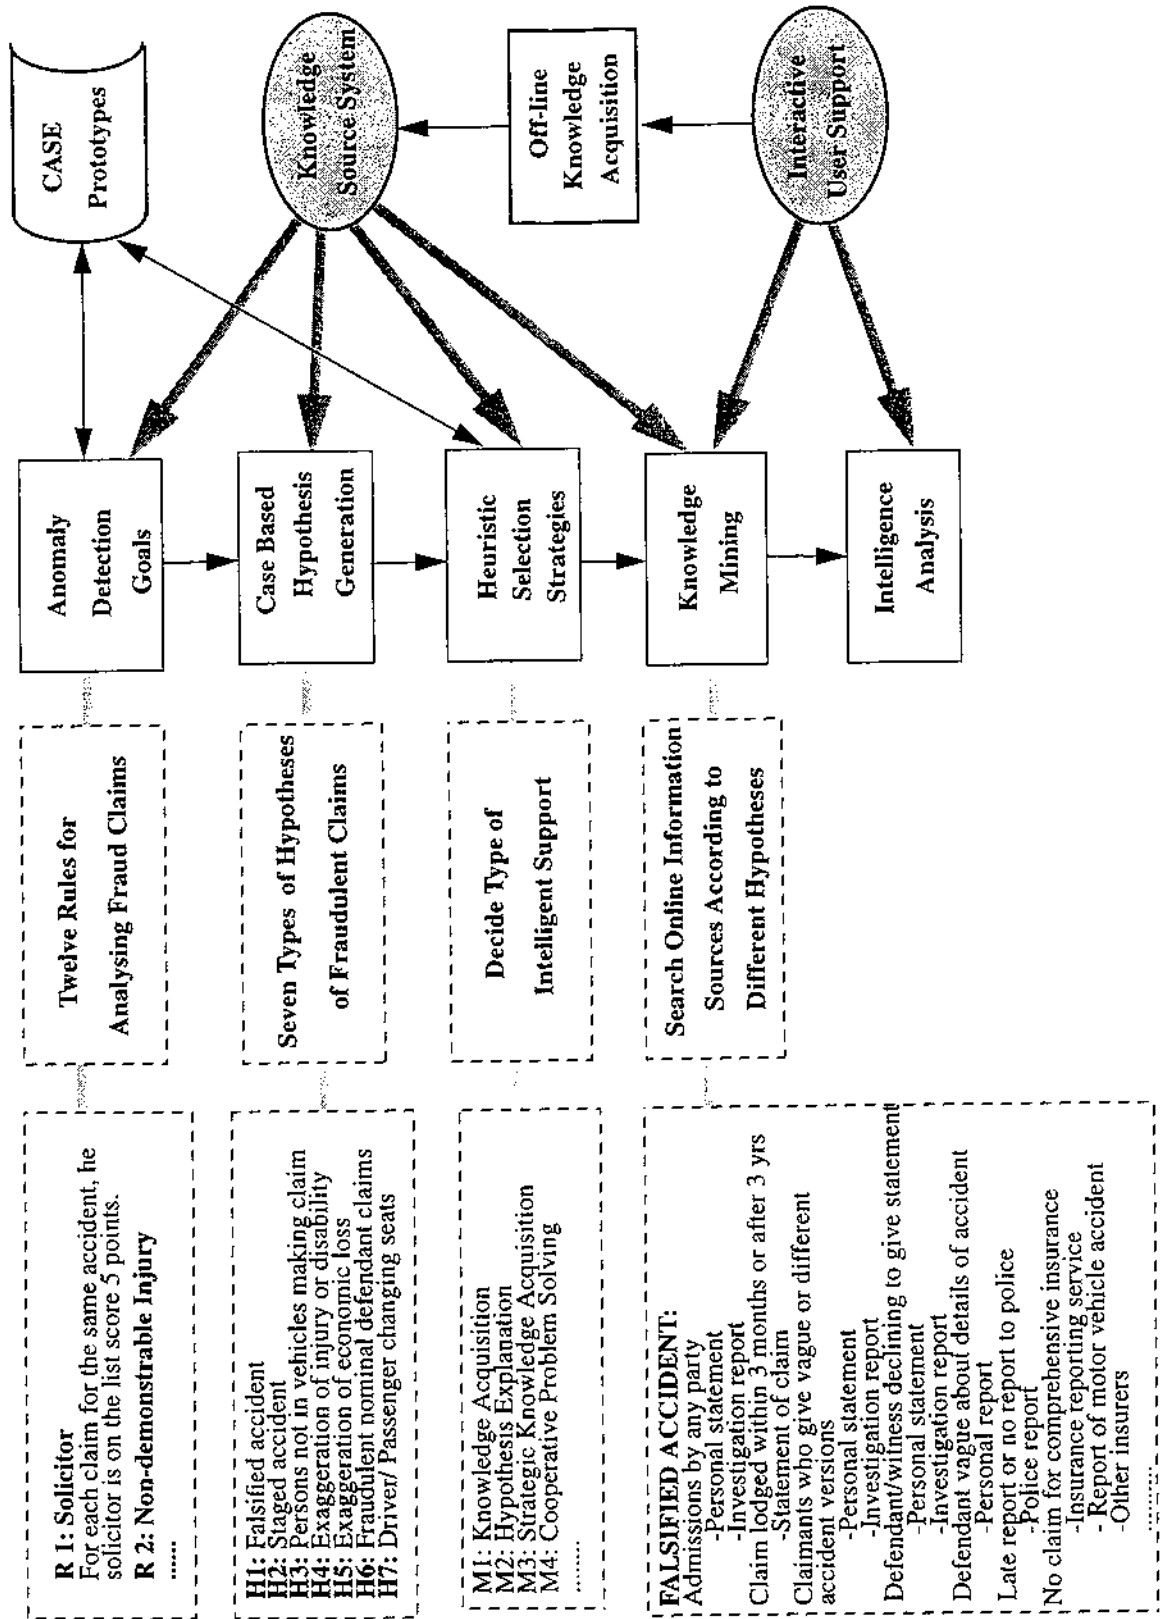 R 1: Solicitor
For each claim for the same accident, he
solicitor is on the list score 5 points.
R 2: Non-demonstrable Injury
......
Twelve Rules for
Analysing Fraud Claims
Anomaly
Detection
Goals
CASE
Prototypes
H1: Falsified accident
H2: Staged accident
H3: Persons not in vehicles making claim
H4: Exaggeration of injury or disability
H5: Exaggeration of economic loss
H6: Fraudulent nominal defendant claims
H7: Driver/ Passenger changing seats
Seven Types of Hypotheses
of Fraudulent Claims
Case Based
Hypothesis
Generation
Knowledge
Source System
M1: Knowledge Acquisition
M2: Hypothesis Explanation
M3: Strategic Knowledge Acquisition
M4: Cooperative Problem Solving
........
Decide Type of
Intelligent Support
Heuristic
Selection
Strategies
Off-line
Knowledge
Acquisition
FALSIFIED ACCIDENT:
Admissions by any party
-Personal statement
-Investigation report
Claim lodged within 3 months or after 3 yrs
-Statement of claim
Claimants who give vague or different
accident versions
-Personal statement
-Investigation report
Defendant/witness declining to give statement
-Personal statement
-Investigation report
Defendant vague about details of accident
-Personal report
Late report or no report to police
-Police report
No claim for comprehensive insurance
-Insurance reporting service
- Report of motor vehicle accident
-Other insurers
..........
Search Online Information
Sources According to
Different Hypotheses
Knowledge
Mining
Interactive
User Support
Intelligence
Analysis